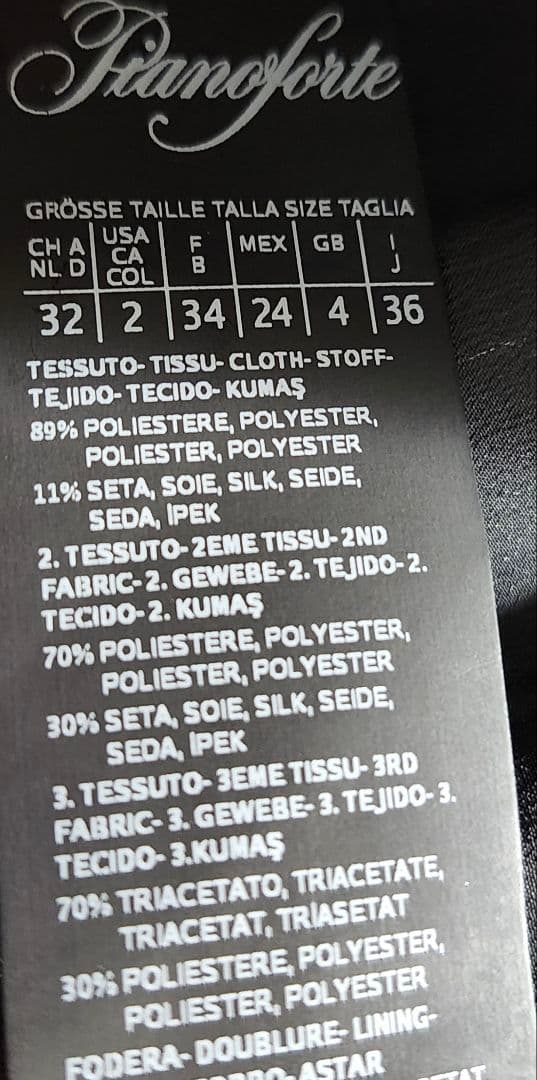 Pianoforte
GRÖSSE TAILLE TALLA SIZE TAGLIA
CH A NL D | USA CA COL | F B | MEX | GB | I J
32 | 2 | 34 | 24 | 4 | 36
TESSUTO- TISSU- CLOTH- STOFF-
TEJIDO- TECIDO- KUMAŞ
89% POLIESTERE, POLYESTER,
POLIESTER, POLYESTER
11% SETA, SOIE, SILK, SEIDE,
SEDA, İPEK
2. TESSUTO- 2EME TISSU- 2ND
FABRIC- 2. GEWEBE- 2. TEJIDO- 2.
TECIDO- 2. KUMAŞ
70% POLIESTERE, POLYESTER,
POLIESTER, POLYESTER
30% SETA, SOIE, SILK, SEIDE,
SEDA, İPEK
3. TESSUTO- 3EME TISSU- 3RD
FABRIC- 3. GEWEBE- 3. TEJIDO- 3.
TECIDO- 3.KUMAŞ
70% TRIACETATO, TRIACETATE,
TRIACETAT, TRİASETAT
30% POLIESTERE, POLYESTER,
POLIESTER, POLYESTER
FODERA- DOUBLURE- LINING-
ASTAR